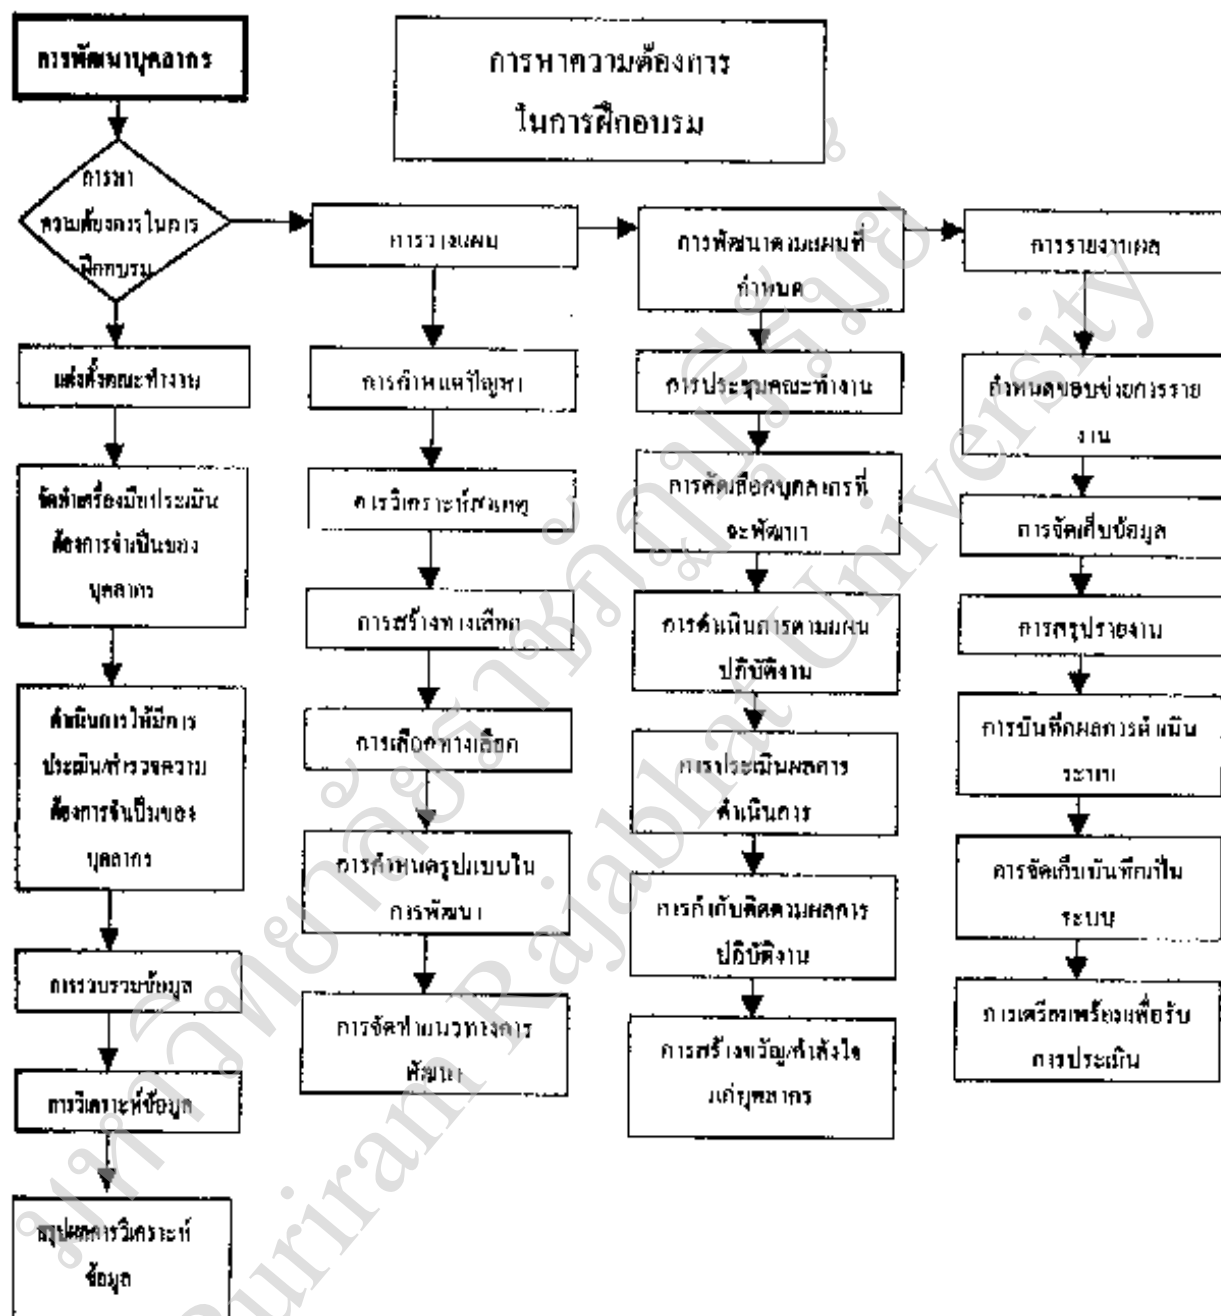 การพัฒนาบุคลากร
การหาความต้องการ
ในการฝึกอบรม
การหา
ความต้องการในการ
ฝึกอบรม
แต่งตั้งคณะทำงาน
จัดทำเครื่องมือประเมิน
ต้องการจำเป็นของ
บุคลากร
ดำเนินการให้มีการ
ประเมิน/สำรวจความ
ต้องการจำเป็นของ
บุคลากร
การรวบรวมข้อมูล
การวิเคราะห์ข้อมูล
สรุปผลการวิเคราะห์
ข้อมูล
การวางแผน
การกำหนดปัญหา
การวิเคราะห์สาเหตุ
การสร้างทางเลือก
การเลือกทางเลือก
การกำหนดรูปแบบใน
การพัฒนา
การจัดทำแนวทางการ
พัฒนา
การพัฒนาตามแผนที่
กำหนด
การประชุมคณะทำงาน
การคัดเลือกบุคลากรที่
จะพัฒนา
การดำเนินการตามแผน
ปฏิบัติงาน
การประเมินผลการ
ดำเนินการ
การกำกับติดตามผลการ
ปฏิบัติงาน
การสร้างขวัญ/กำลังใจ
แก่บุคลากร
การรายงานผล
กำหนดขอบข่ายการราย
งาน
การจัดเก็บข้อมูล
การสรุปรายงาน
การบันทึกผลการดำเนิน
ระบบ
การจัดเก็บบันทึกเป็น
ระบบ
การเตรียมพร้อมเพื่อรับ
การประเมิน
มหาวิทยาลัยราชภัฏบุรีรัมย์
Buriram Rajabhat University